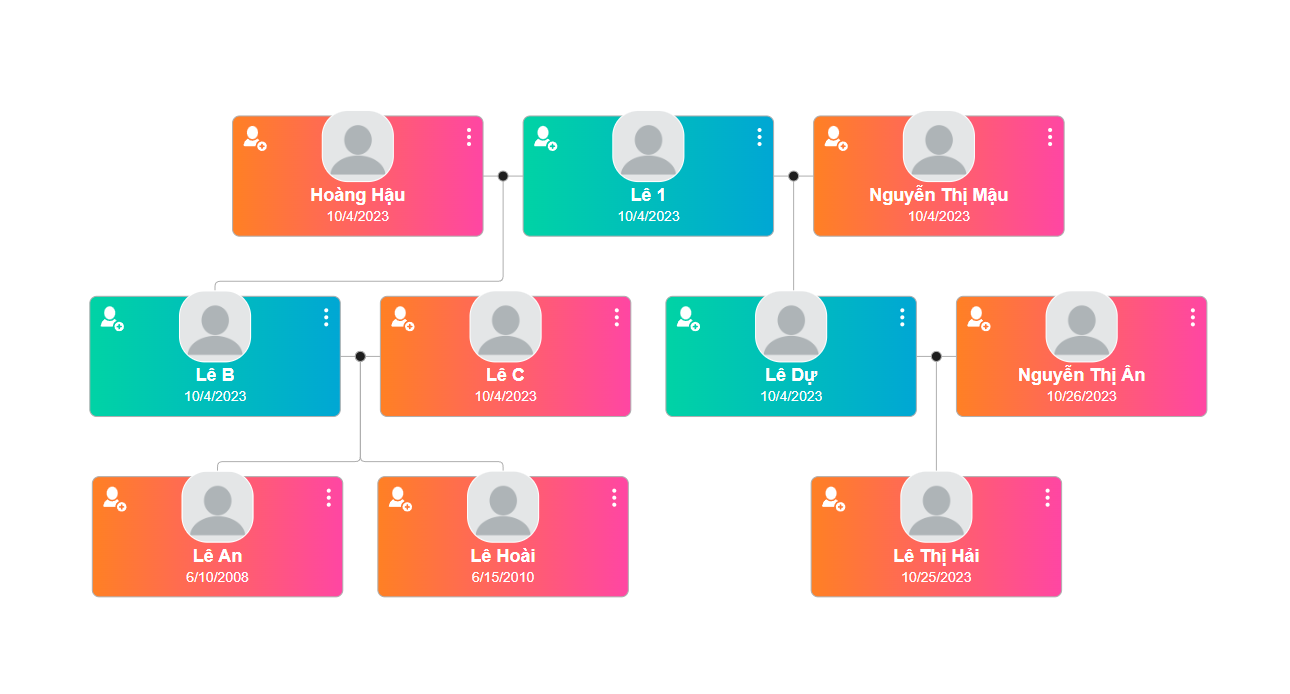 Hoàng Hậu
10/4/2023
Lê 1
10/4/2023
Nguyễn Thị Mậu
10/4/2023
Lê B
10/4/2023
Lê C
10/4/2023
Lê Dự
10/4/2023
Nguyễn Thị Ân
10/26/2023
Lê An
6/10/2008
Lê Hoài
6/15/2010
Lê Thị Hải
10/25/2023